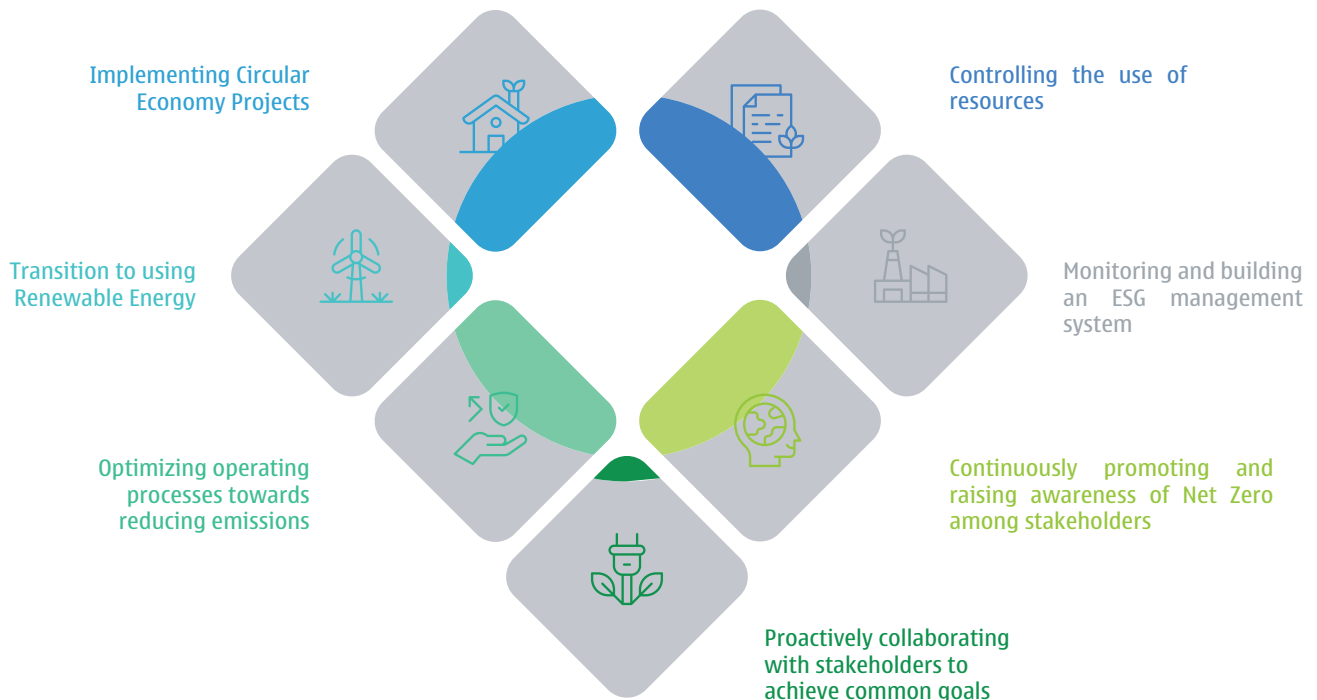 Implementing Circular
Economy Projects
Controlling the use of
resources
Transition to using
Renewable Energy
Monitoring and building
an ESG management
system
Optimizing operating
processes towards
reducing emissions
Continuously promoting and
raising awareness of Net Zero
among stakeholders
Proactively collaborating
with stakeholders to
achieve common goals